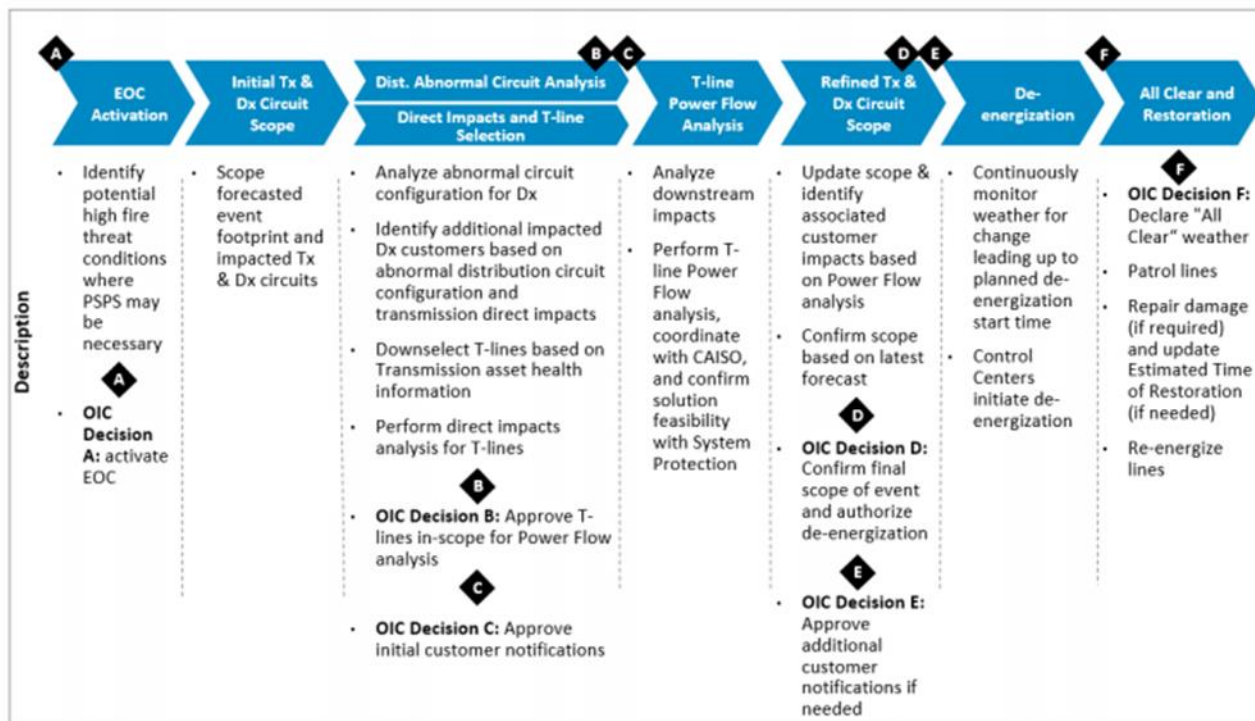 A
B
C
D
E
F
EOC
Activation
Initial Tx &
Dx Circuit
Scope
Dist. Abnormal Circuit Analysis
Direct Impacts and T-line
Selection
T-line
Power Flow
Analysis
Refined Tx &
Dx Circuit
Scope
De-
energization
All Clear and
Restoration
Description
• Identify
potential
high fire
threat
conditions
where
PSPS may
be
necessary
A
• OIC
Decision
A: activate
EOC
• Scope
forecasted
event
footprint and
impacted Tx
& Dx circuits
• Analyze abnormal circuit
configuration for Dx
• Identify additional impacted
Dx customers based on
abnormal distribution circuit
configuration and
transmission direct impacts
• Downselect T-lines based on
Transmission asset health
information
• Perform direct impacts
analysis for T-lines
B
• OIC Decision B: Approve T-
lines in-scope for Power Flow
analysis
C
• OIC Decision C: Approve
initial customer notifications
• Analyze
downstream
impacts
• Perform T-
line Power
Flow
analysis,
coordinate
with CAISO,
and confirm
solution
feasibility
with System
Protection
• Update scope &
identify
associated
customer
impacts based
on Power Flow
analysis
• Confirm scope
based on latest
forecast
D
• OIC Decision D:
Confirm final
scope of event
and authorize
de-energization
E
• OIC Decision E:
Approve
additional
customer
notifications if
needed
• Continuously
monitor
weather for
change
leading up to
planned de-
energization
start time
• Control
Centers
initiate de-
energization
F
• OIC Decision F:
Declare "All
Clear" weather
• Patrol lines
• Repair damage
(if required)
and update
Estimated Time
of Restoration
(if needed)
• Re-energize
lines